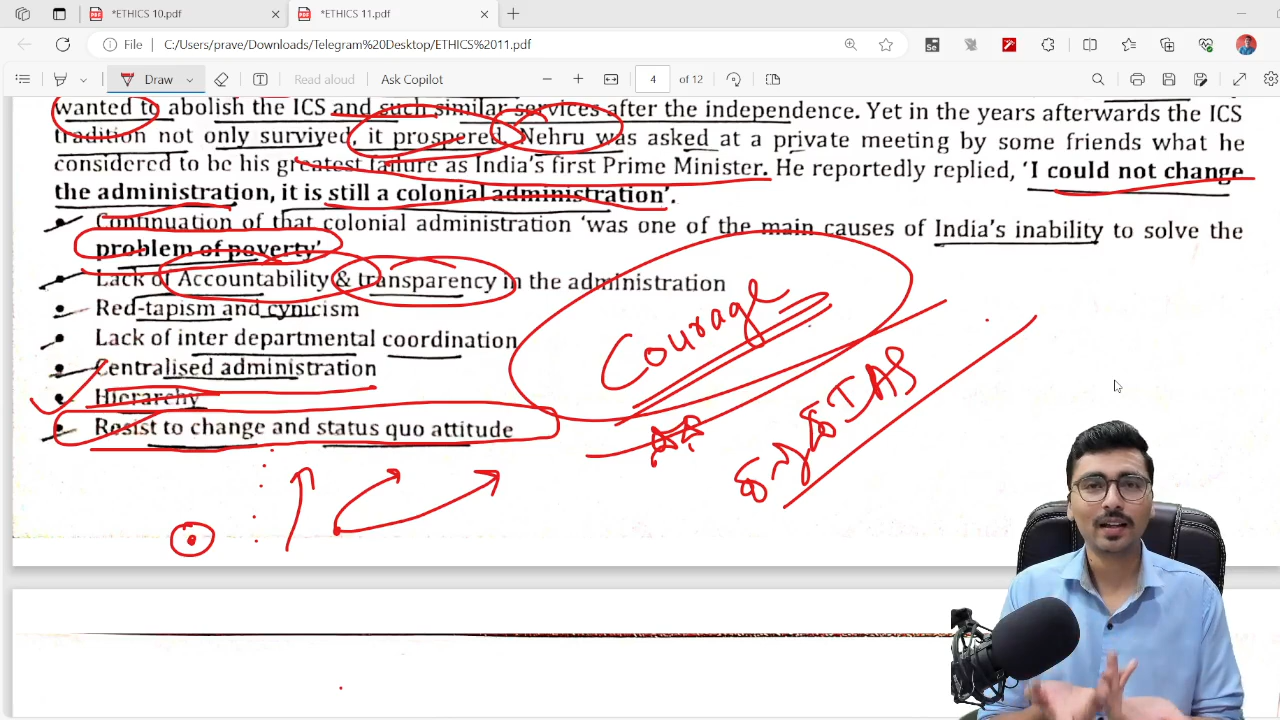 *ETHICS 10.pdf
*ETHICS 11.pdf
File C:/Users/prave/Downloads/Telegram%20Desktop/ETHICS%2011.pdf
Draw Read aloud Ask Copilot 4 of 12
wanted to abolish the ICS and such similar services after the independence. Yet in the years afterwards the ICS
tradition not only survived, it prospered. Nehru was asked at a private meeting by some friends what he
considered to be his greatest failure as India's first Prime Minister. He reportedly replied, 'I could not change
the administration, it is still a colonial administration'.
• Continuation of that colonial administration 'was one of the main causes of India's inability to solve the
problem of poverty'
• Lack of Accountability & transparency in the administration
• Red-tapism and cynicism
• Lack of inter departmental coordination
• Centralised administration
• Hierarchy
• Resist to change and status quo attitude
Courage
IAS